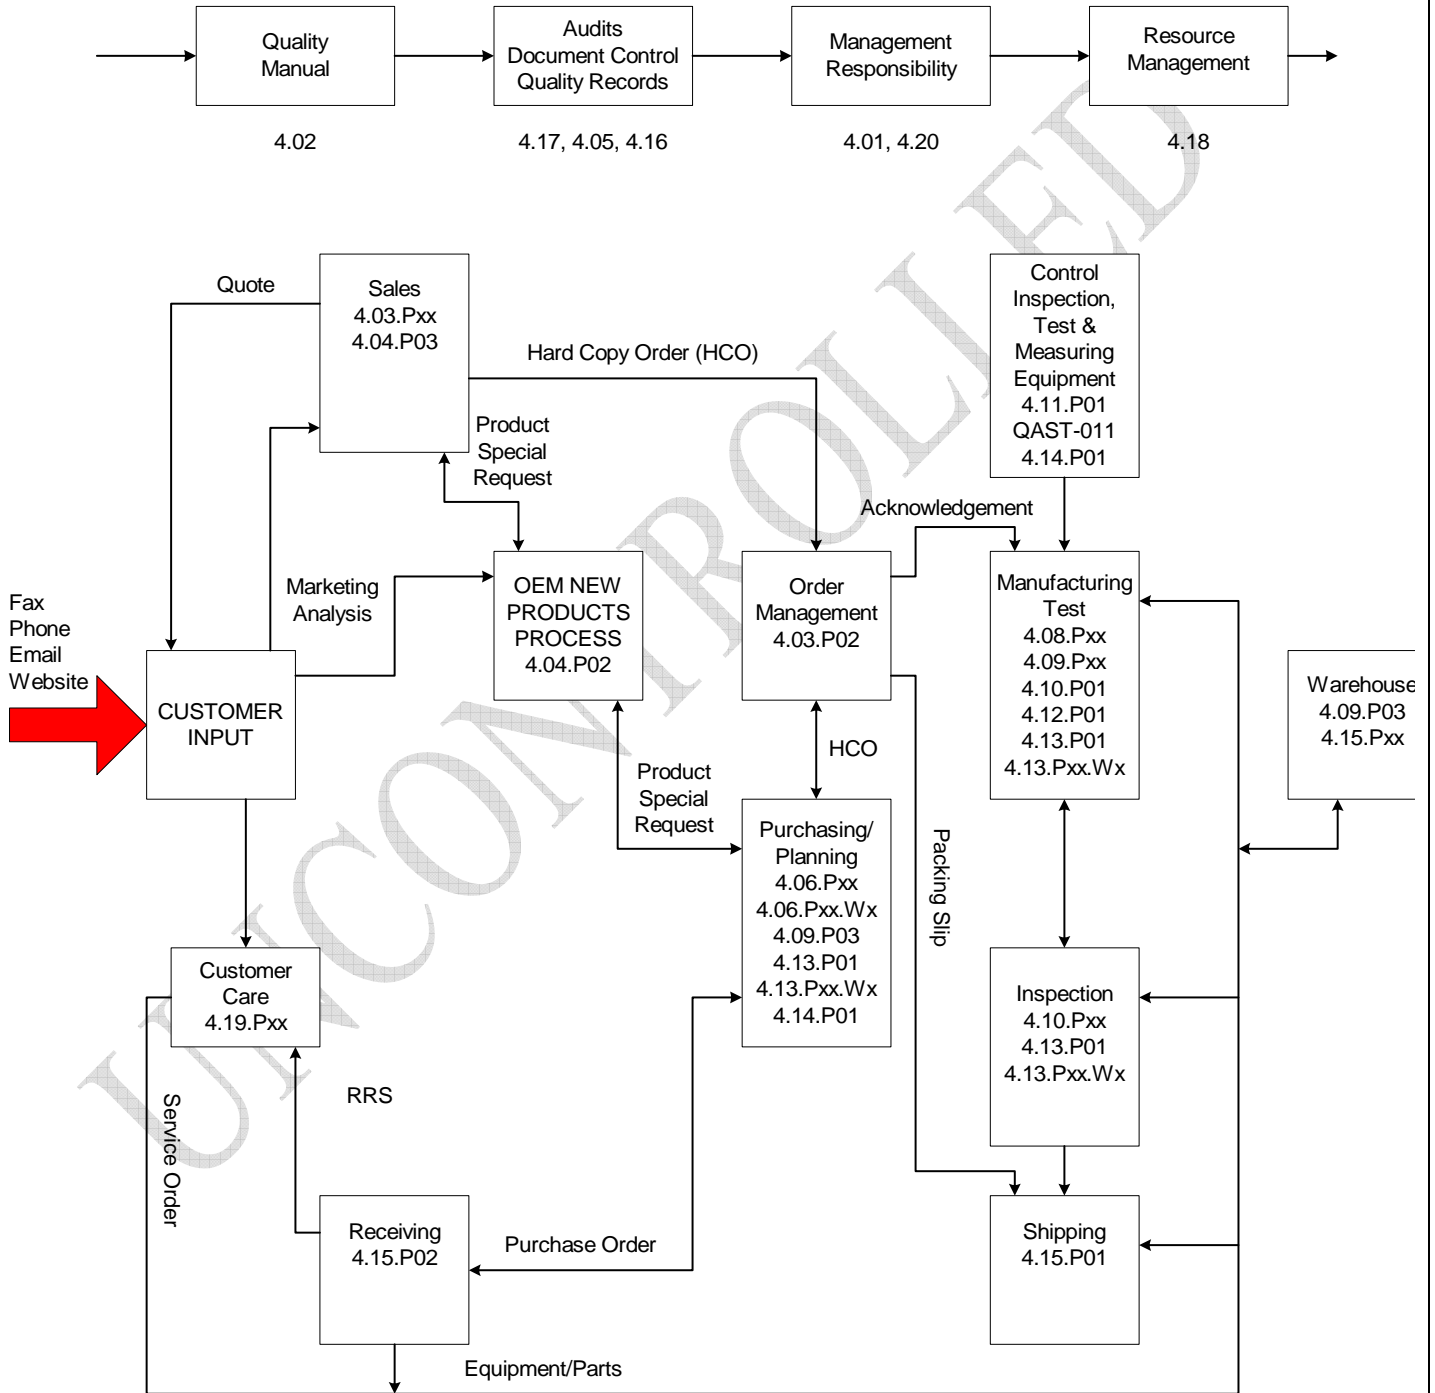 Quality
Manual
Audits
Document Control
Quality Records
Management
Responsibility
Resource
Management
4.02
4.17, 4.05, 4.16
4.01, 4.20
4.18
UNCONTROLLED
Quote
Sales
4.03.Pxx
4.04.P03
Hard Copy Order (HCO)
Control
Inspection,
Test &
Measuring
Equipment
4.11.P01
QAST-011
4.14.P01
Product
Special
Request
Acknowledgement
Marketing
Analysis
OEM NEW
PRODUCTS
PROCESS
4.04.P02
Order
Management
4.03.P02
Manufacturing
Test
4.08.Pxx
4.09.Pxx
4.10.P01
4.12.P01
4.13.P01
4.13.Pxx.Wx
Fax
Phone
Email
Website
CUSTOMER
INPUT
Warehouse
4.09.P03
4.15.Pxx
HCO
Product
Special
Request
Purchasing/
Planning
4.06.Pxx
4.06.Pxx.Wx
4.09.P03
4.13.P01
4.13.Pxx.Wx
4.14.P01
Packing Slip
Customer
Care
4.19.Pxx
Inspection
4.10.Pxx
4.13.P01
4.13.Pxx.Wx
RRS
Service Order
Receiving
4.15.P02
Purchase Order
Shipping
4.15.P01
Equipment/Parts